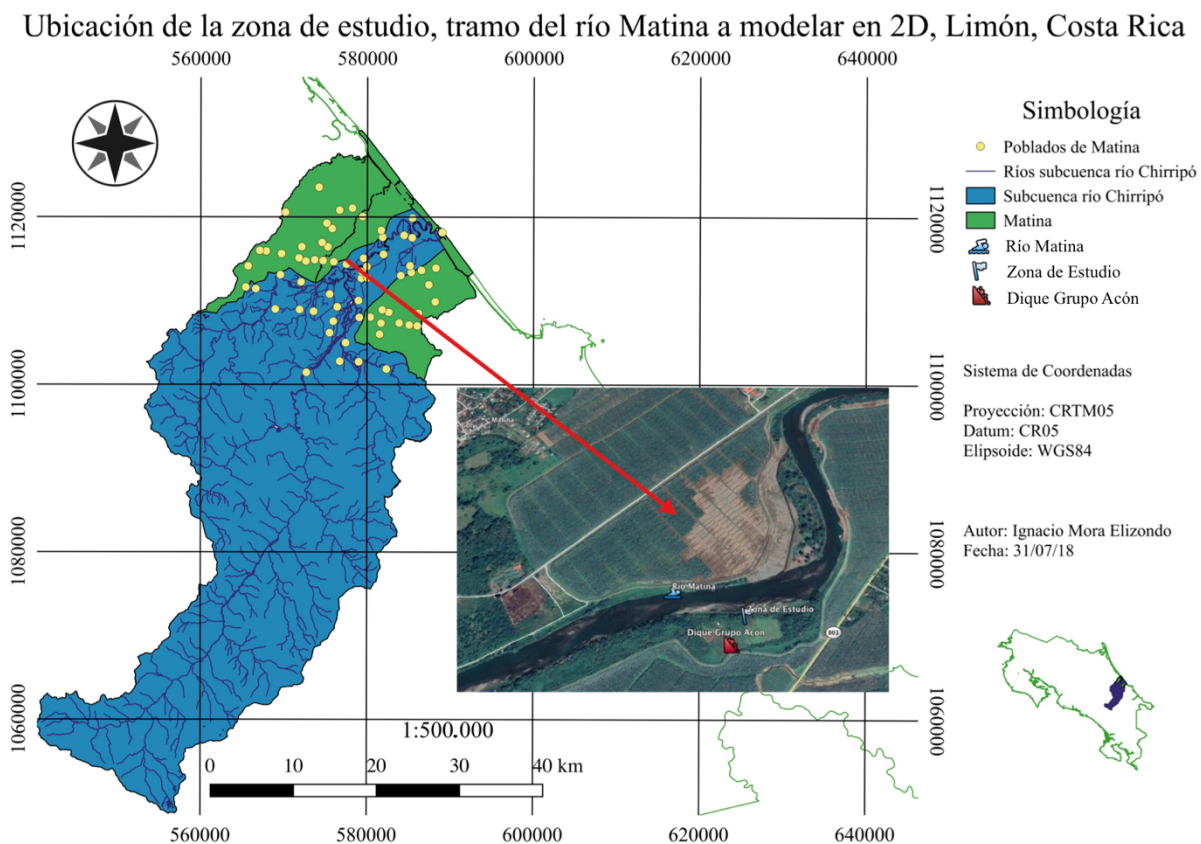 Ubicación de la zona de estudio, tramo del río Matina a modelar en 2D, Limón, Costa Rica
560000 580000 600000 620000 640000
Simbología
Poblados de Matina
Ríos subcuenca río Chirripó
Subcuenca río Chirripó
Matina
Río Matina
Zona de Estudio
Dique Grupo Acón
1120000
1120000
1100000
1100000
1080000
1080000
1060000
1060000
Sistema de Coordenadas
Proyección: CRTM05
Datum: CR05
Elipsoide: WGS84
Autor: Ignacio Mora Elizondo
Fecha: 31/07/18
Río Matina
Zona de Estudio
Dique Grupo Acón
803
1:500.000
0 10 20 30 40 km
560000 580000 600000 620000 640000